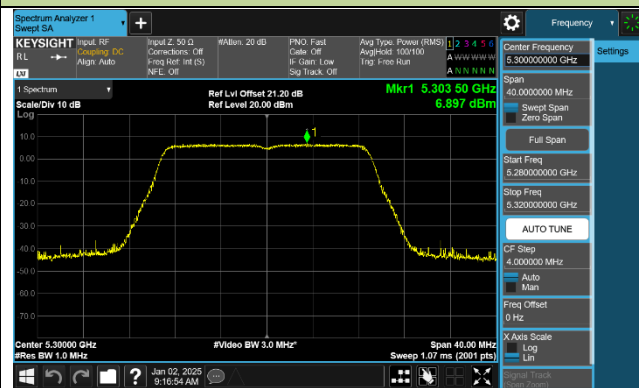 Spectrum Analyzer 1
Swept SA
Frequency
KEYSIGHT
RL
LXI
Input: RF
Coupling: DC
Align: Auto
Input Z: 50 Ω
Corrections: Off
Freq Ref: Int (S)
NFE: Off
#Atten: 20 dB
PNO: Fast
Gate: Off
IF Gain: Low
Sig Track: Off
Avg Type: Power (RMS)
Avg|Hold: 100/100
Trig: Free Run
1 2 3 4 5 6
A W W W W W
A N N N N N
1 Spectrum
Scale/Div 10 dB
Log
Ref Lvl Offset 21.20 dB
Ref Level 20.00 dBm
Mkr1 5.303 50 GHz
6.897 dBm
1
10.0
0.00
-10.0
-20.0
-30.0
-40.0
-50.0
-60.0
-70.0
Center 5.30000 GHz
#Res BW 1.0 MHz
#Video BW 3.0 MHz*
Span 40.00 MHz
Sweep 1.07 ms (2001 pts)
Jan 02, 2025
9:16:54 AM
Center Frequency
5.300000000 GHz
Settings
Span
40.0000000 MHz
Swept Span
Zero Span
Full Span
Start Freq
5.280000000 GHz
Stop Freq
5.320000000 GHz
AUTO TUNE
CF Step
4.000000 MHz
Auto
Man
Freq Offset
0 Hz
X Axis Scale
Log
Lin
Signal Track
(Span Zoom)